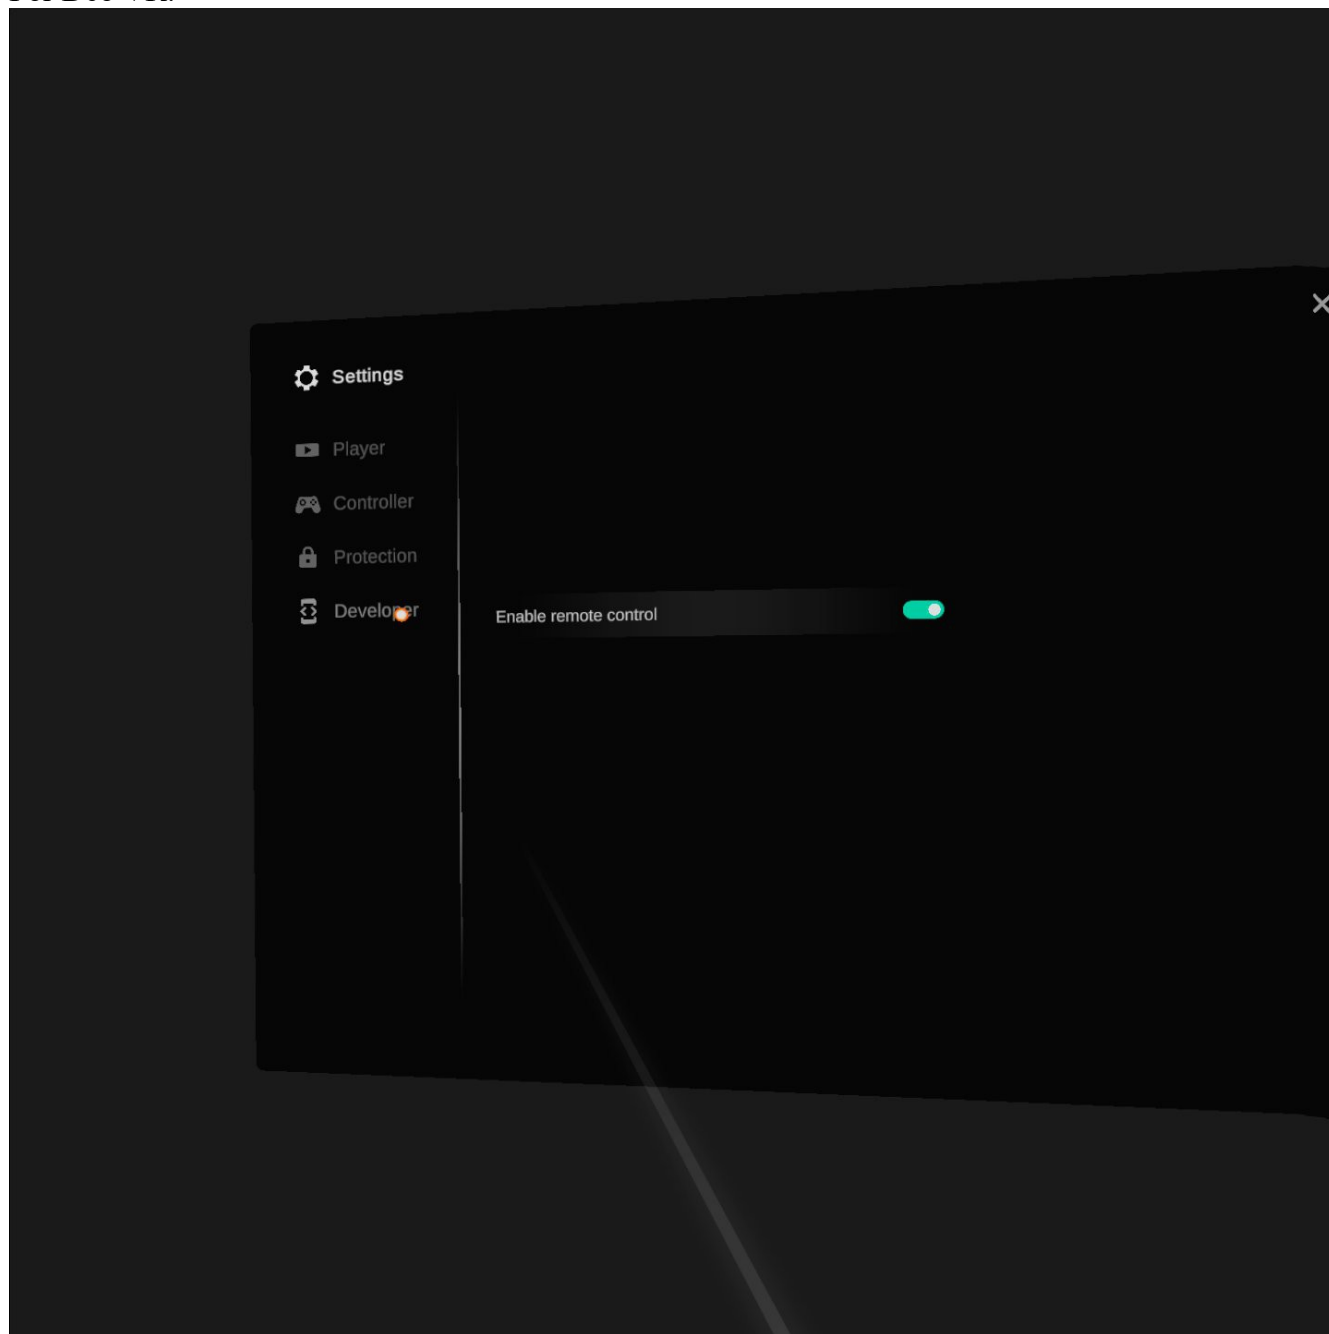 Settings
Player
Controller
Protection
Developer
Enable remote control